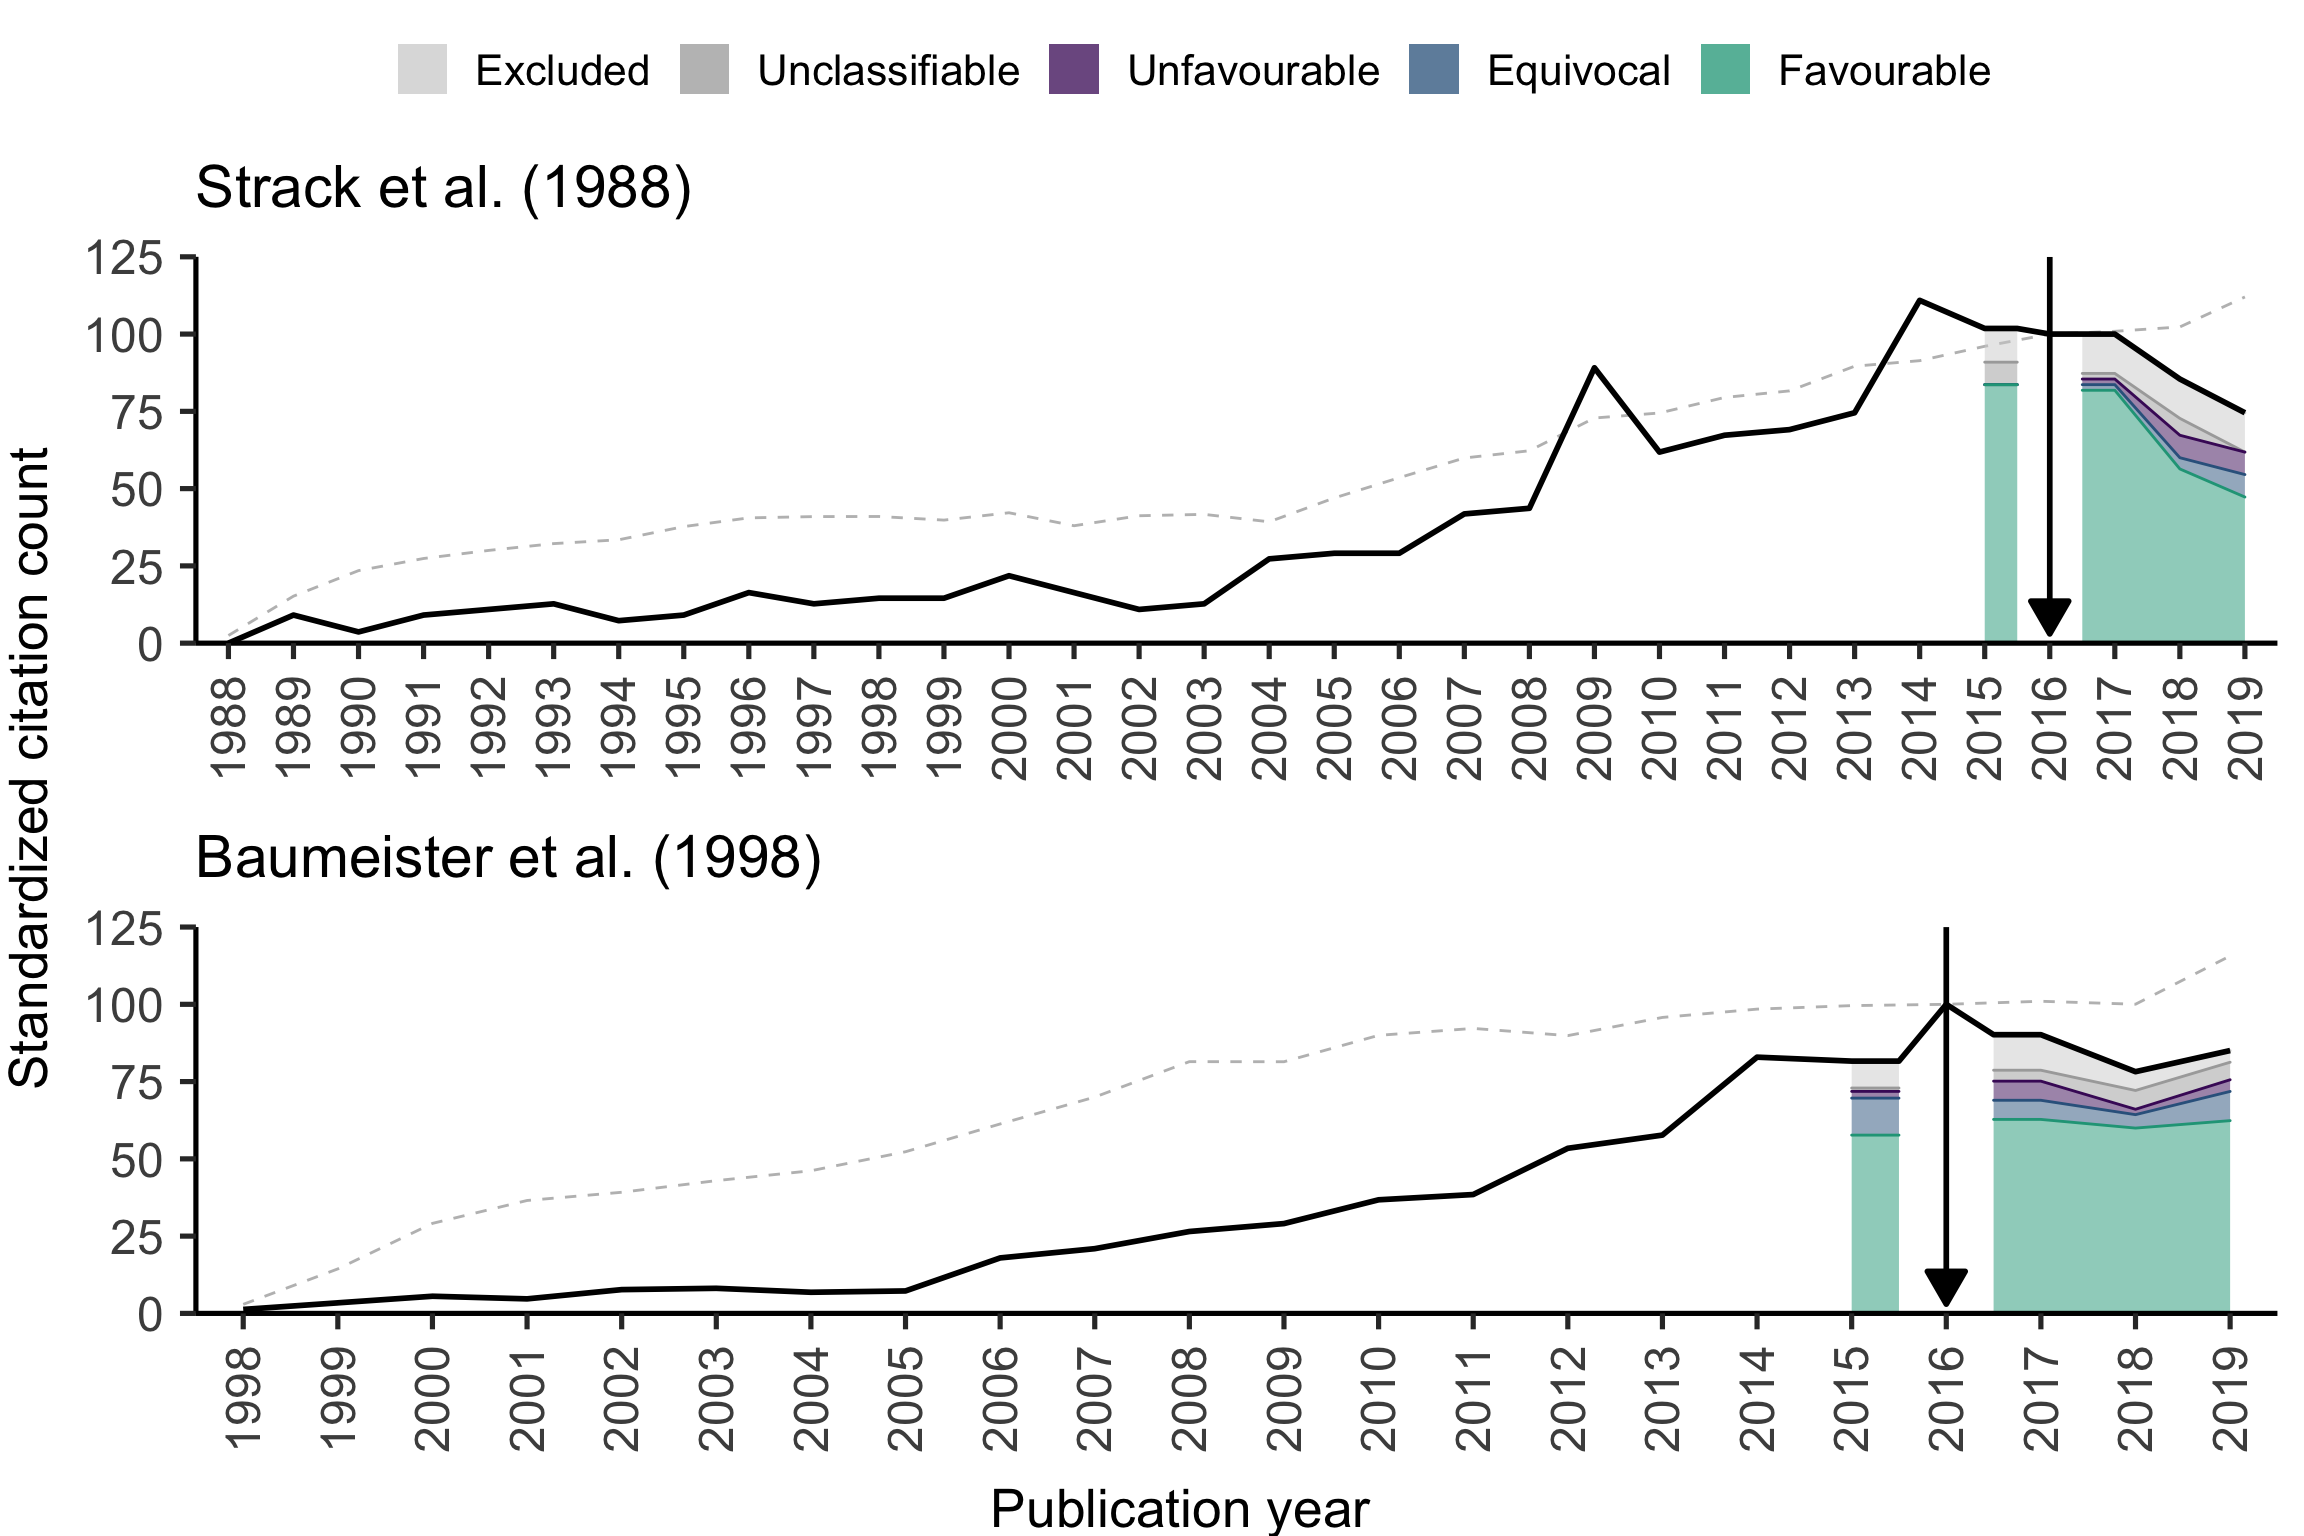 Excluded Unclassifiable Unfavourable Equivocal Favourable
Standardized citation count
Strack et al. (1988)
125
100
75
50
25
0
1988 1989 1990 1991 1992 1993 1994 1995 1996 1997 1998 1999 2000 2001 2002 2003 2004 2005 2006 2007 2008 2009 2010 2011 2012 2013 2014 2015 2016 2017 2018 2019
Baumeister et al. (1998)
125
100
75
50
25
0
1998 1999 2000 2001 2002 2003 2004 2005 2006 2007 2008 2009 2010 2011 2012 2013 2014 2015 2016 2017 2018 2019
Publication year